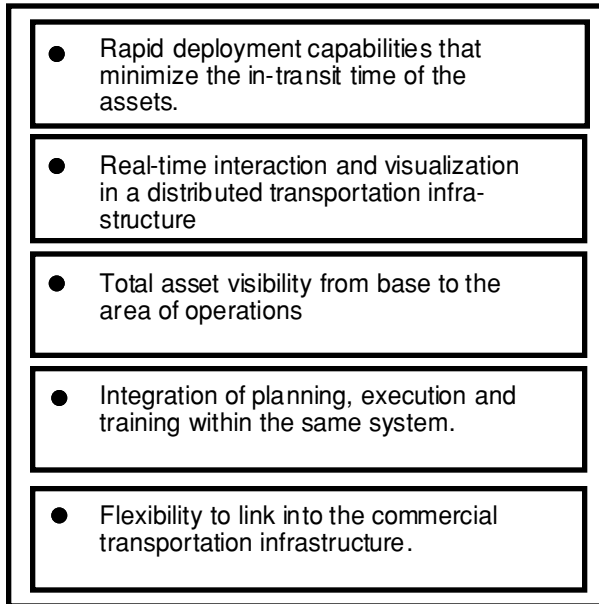 ● Rapid deployment capabilities that
minimize the in-transit time of the
assets.
● Real-time interaction and visualization
in a distributed transportation infra-
structure
● Total asset visibility from base to the
area of operations
● Integration of planning, execution and
training within the same system.
● Flexibility to link into the commercial
transportation infrastructure.